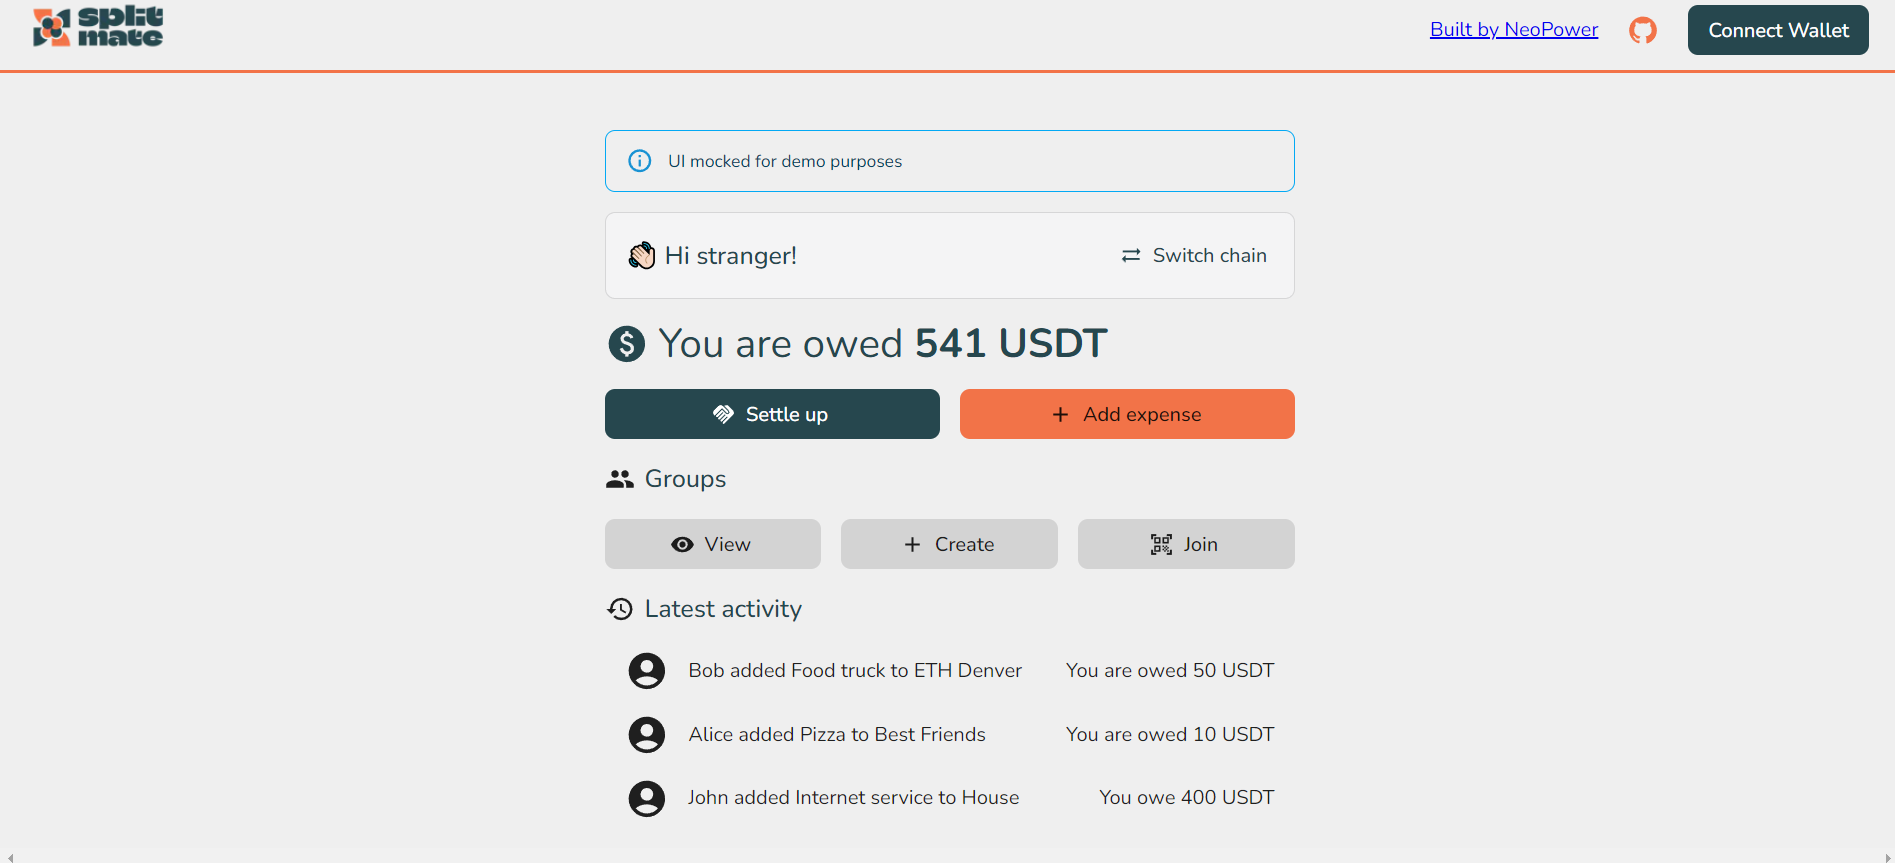 split
mate
Built by NeoPower
Connect Wallet
UI mocked for demo purposes
Hi stranger!
Switch chain
You are owed 541 USDT
Settle up
Add expense
Groups
View
Create
Join
Latest activity
Bob added Food truck to ETH Denver
You are owed 50 USDT
Alice added Pizza to Best Friends
You are owed 10 USDT
John added Internet service to House
You owe 400 USDT